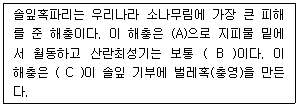 솔잎혹파리는 우리나라 소나무림에 가장 큰 피해
를 준 해충이다. 이 해충은 (A)으로 지피물 밑에
서 월동하고 산란최성기는 보통 ( B )이다. 이
해충은 ( C )이 솔잎 기부에 벌레혹(충영)을 만든
다.